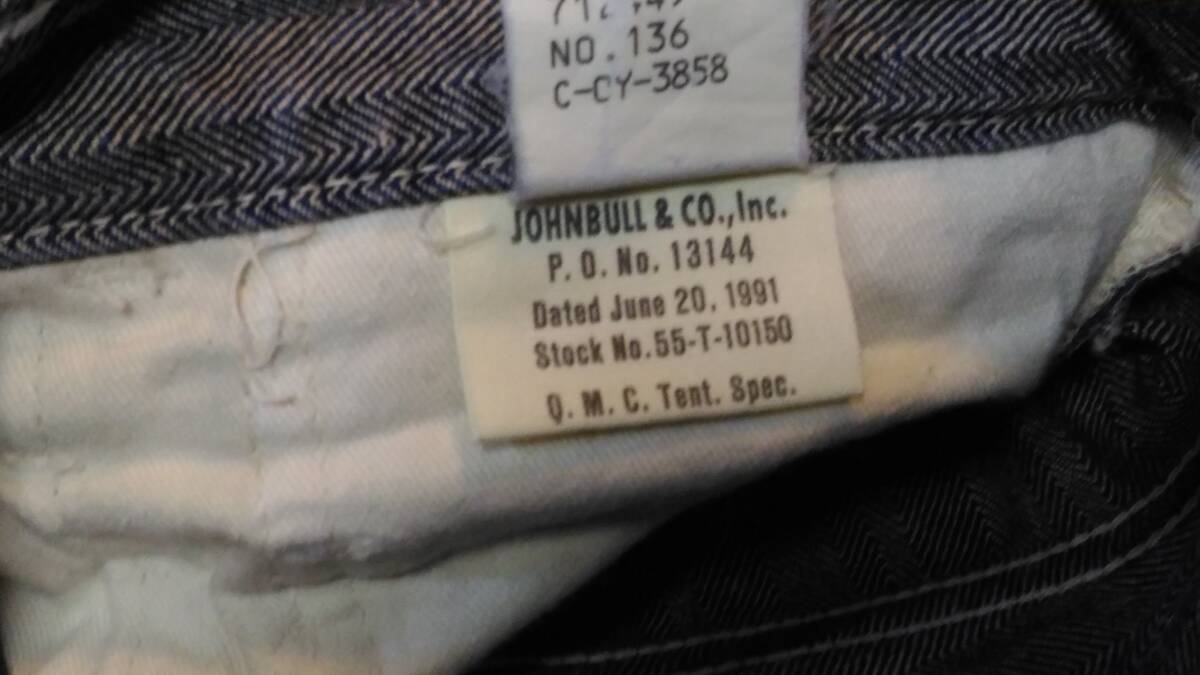 NO.136
C-CY-3858
JOHNBULL & CO.,Inc.
P. O. No. 13144
Dated June 20, 1991
Stock No.55-T-10150
Q. M. C. Tent. Spec.